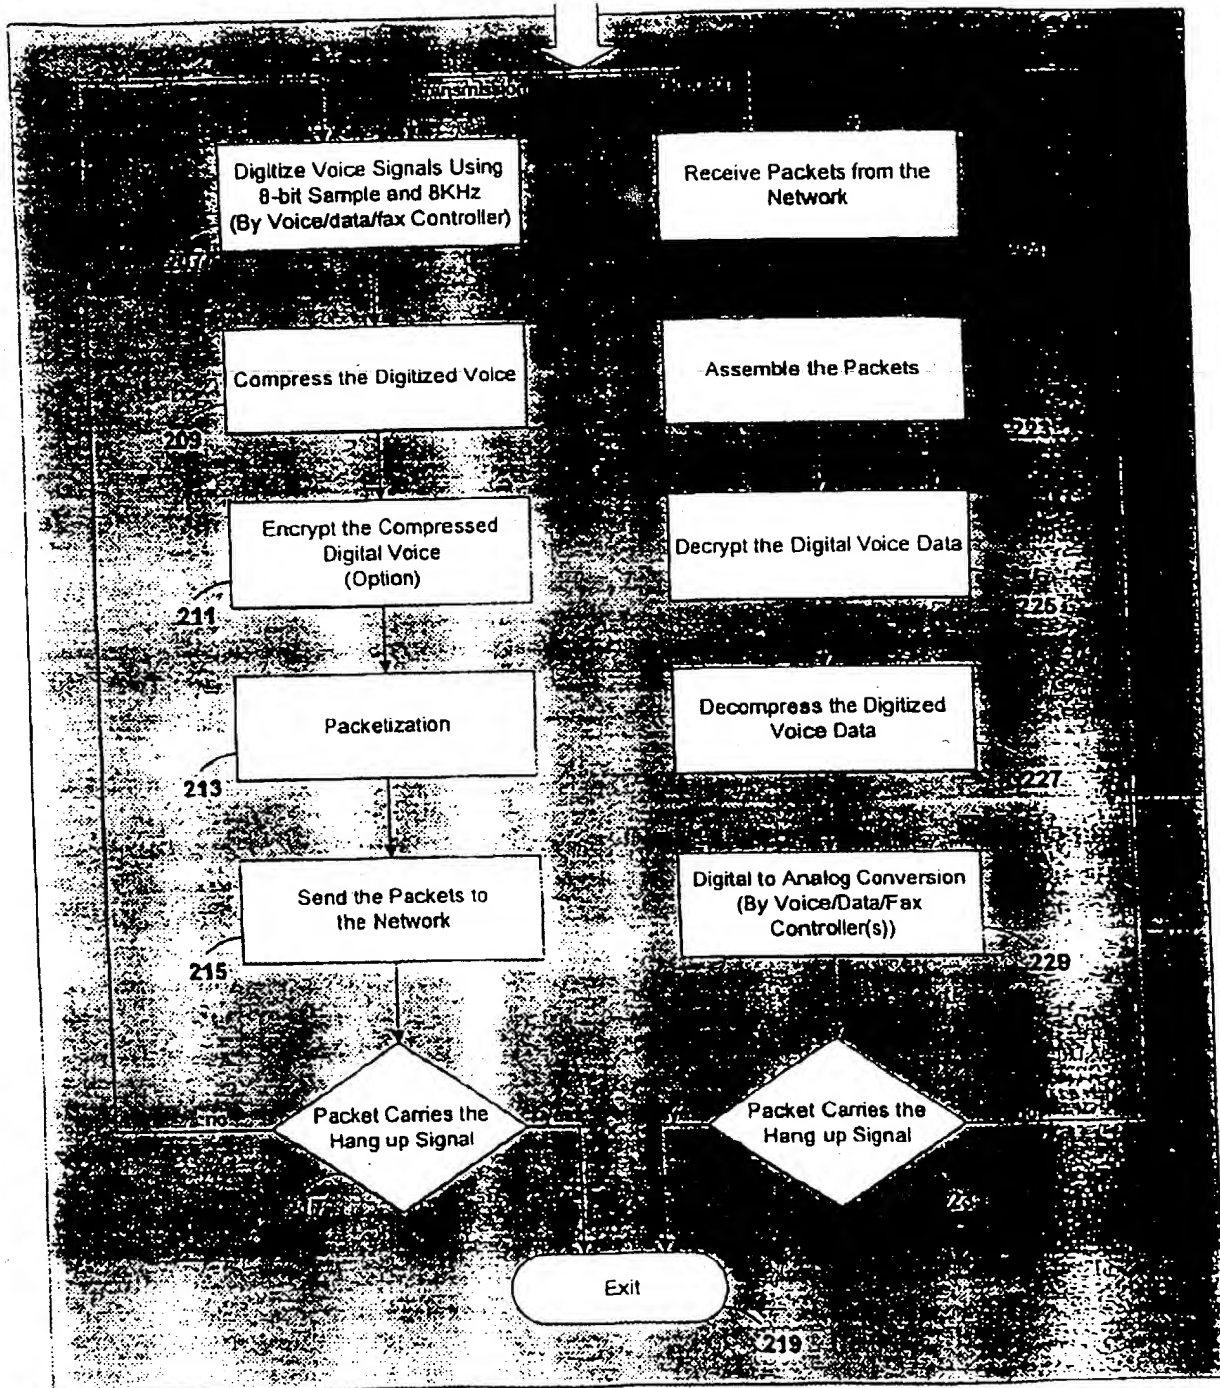 Digitize Voice Signals Using
8-bit Sample and 8KHz
(By Voice/data/fax Controller)
207
Compress the Digitized Voice
209
Encrypt the Compressed
Digital Voice
(Option)
211
Packetization
213
Send the Packets to
the Network
215
Packet Carries the
Hang up Signal
no
yes
Receive Packets from the
Network
Assemble the Packets
223
Decrypt the Digital Voice Data
225
Decompress the Digitized
Voice Data
227
Digital to Analog Conversion
(By Voice/Data/Fax
Controller(s))
229
Packet Carries the
Hang up Signal
Exit
219